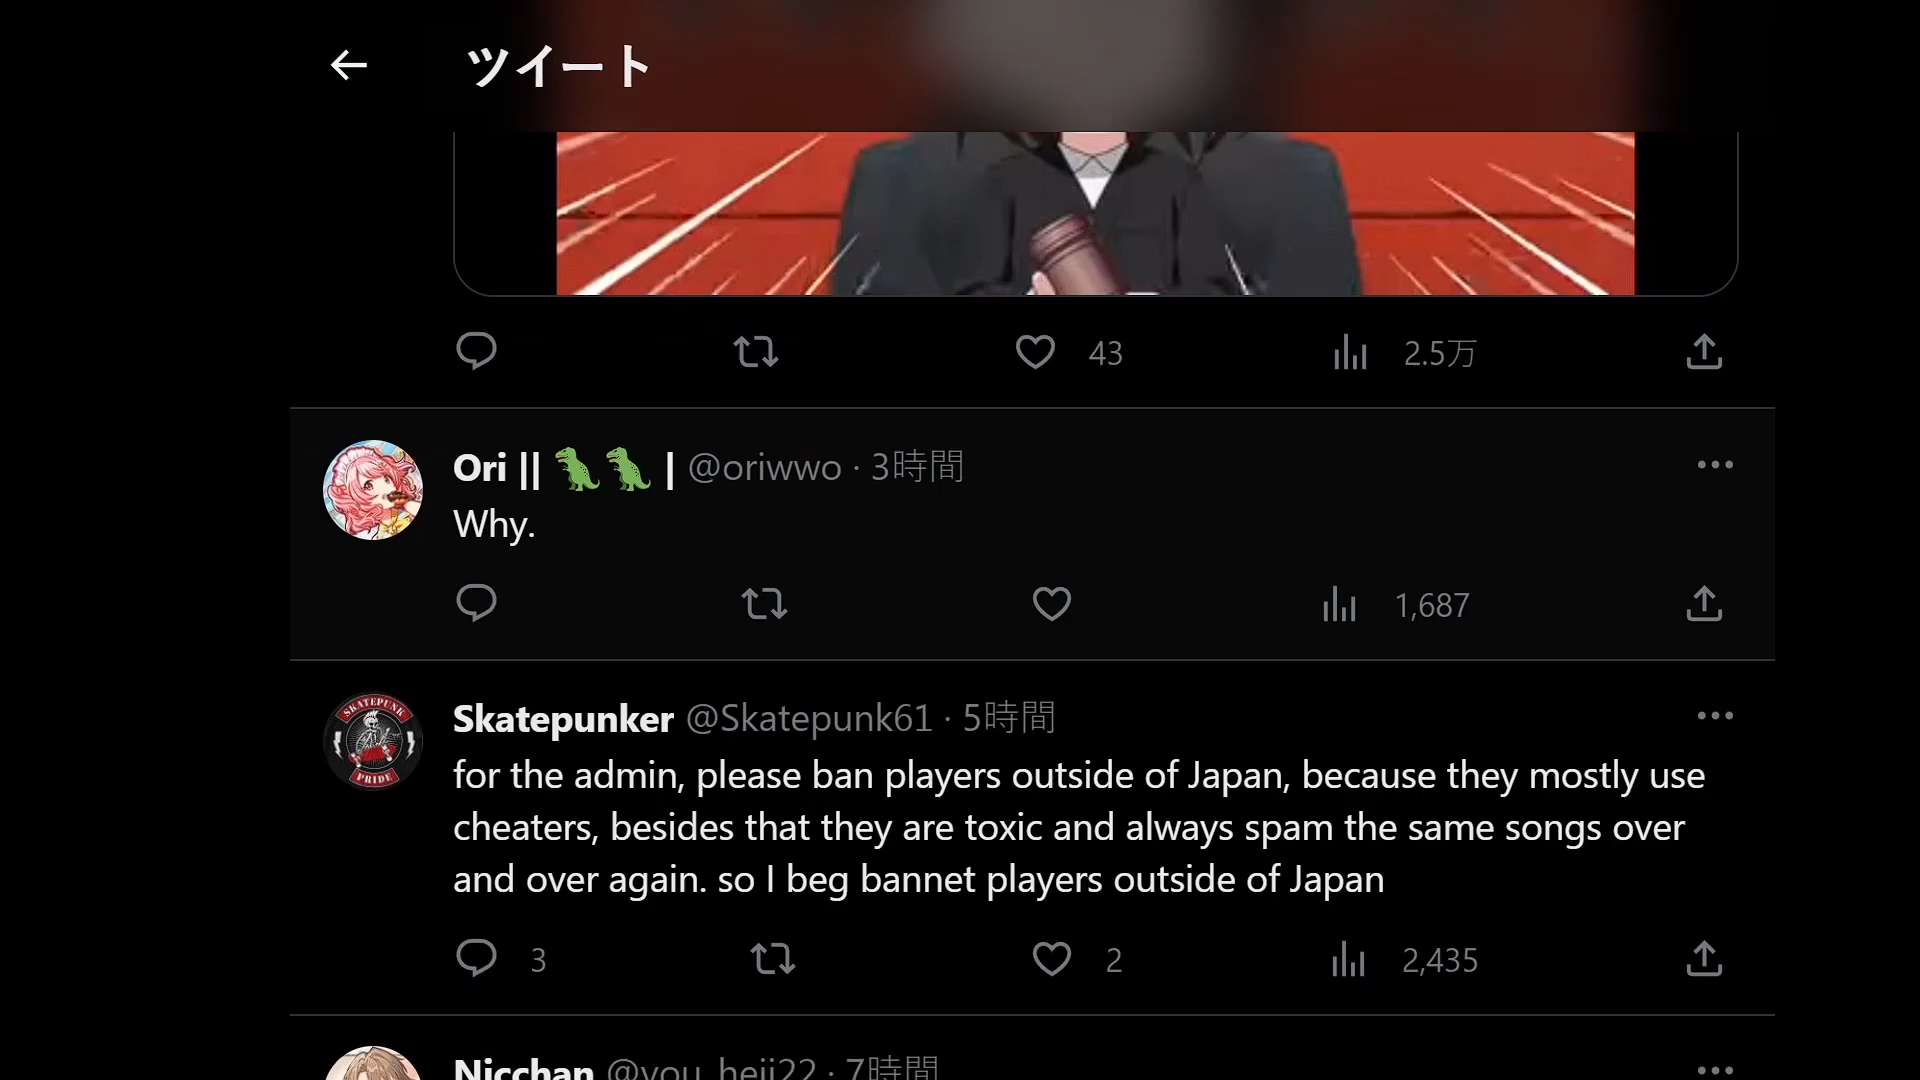 ツイート
43
2.5万
Ori || 🦖🦖 | @oriwwo · 3時間
Why.
1,687
SKATEPUNK
PRIDE
Skatepunker @Skatepunk61 · 5時間
for the admin, please ban players outside of Japan, because they mostly use
cheaters, besides that they are toxic and always spam the same songs over
and over again. so I beg bannet players outside of Japan
3
2
2,435
Nicchan @you_heii22 · 7時間